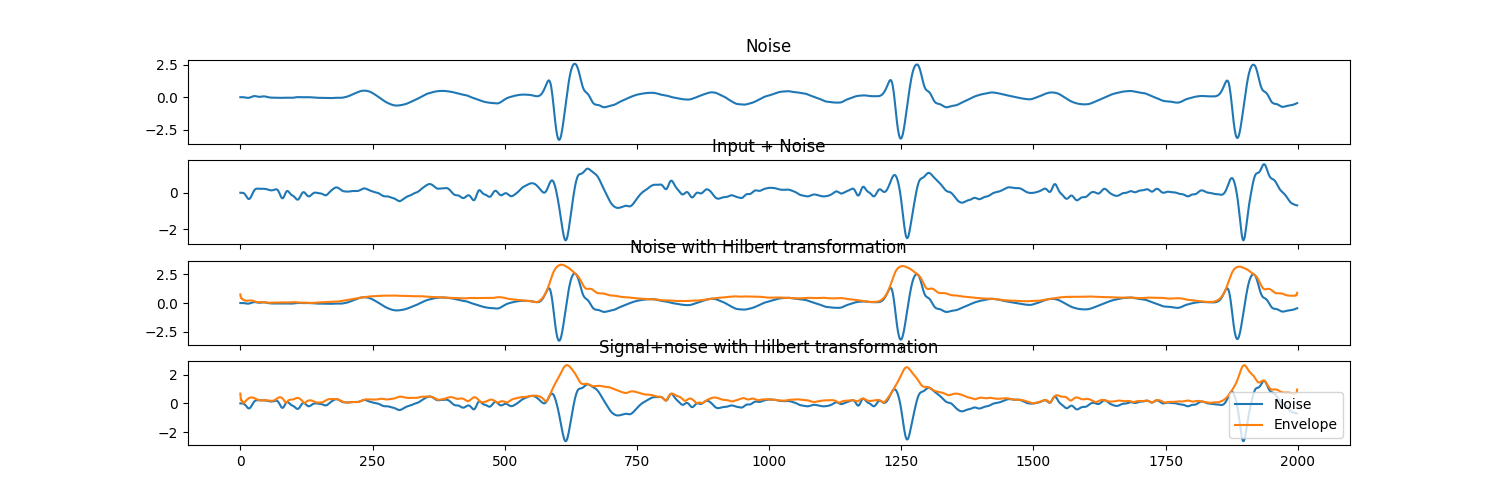 Noise
2.5
0.0
−2.5
Input + Noise
0
−2
Noise with Hilbert transformation
2.5
0.0
−2.5
Signal+noise with Hilbert transformation
2
0
−2
Noise
Envelope
0 250 500 750 1000 1250 1500 1750 2000